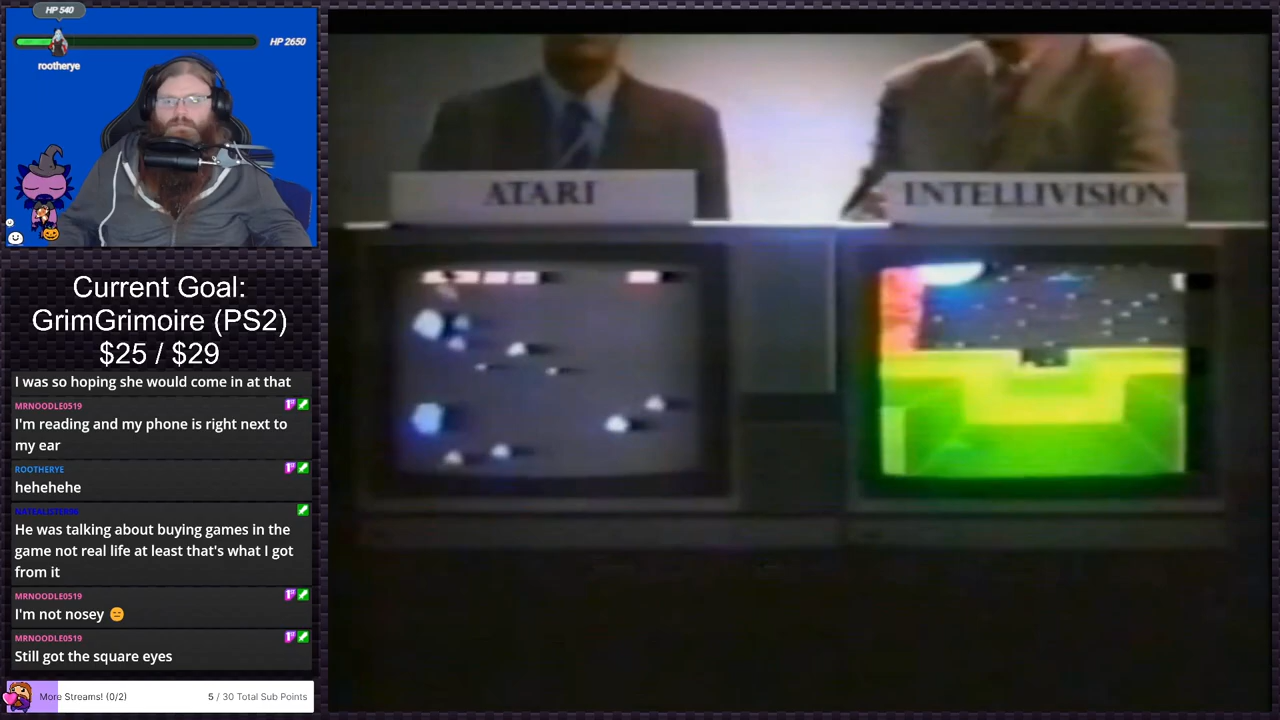 HP 540
HP 2650
rootherye
ATARI
INTELLIVISION
Current Goal:
GrimGrimoire (PS2)
$25 / $29
I was so hoping she would come in at that
MRNOODLE0519
I'm reading and my phone is right next to
my ear
ROOTHERYE
hehehehe
He was talking about buying games in the
game not real life at least that's what I got
from it
MRNOODLE0519
I'm not nosey 😑
MRNOODLE0519
Still got the square eyes
More Streams! (0/2)
5 / 30 Total Sub Points